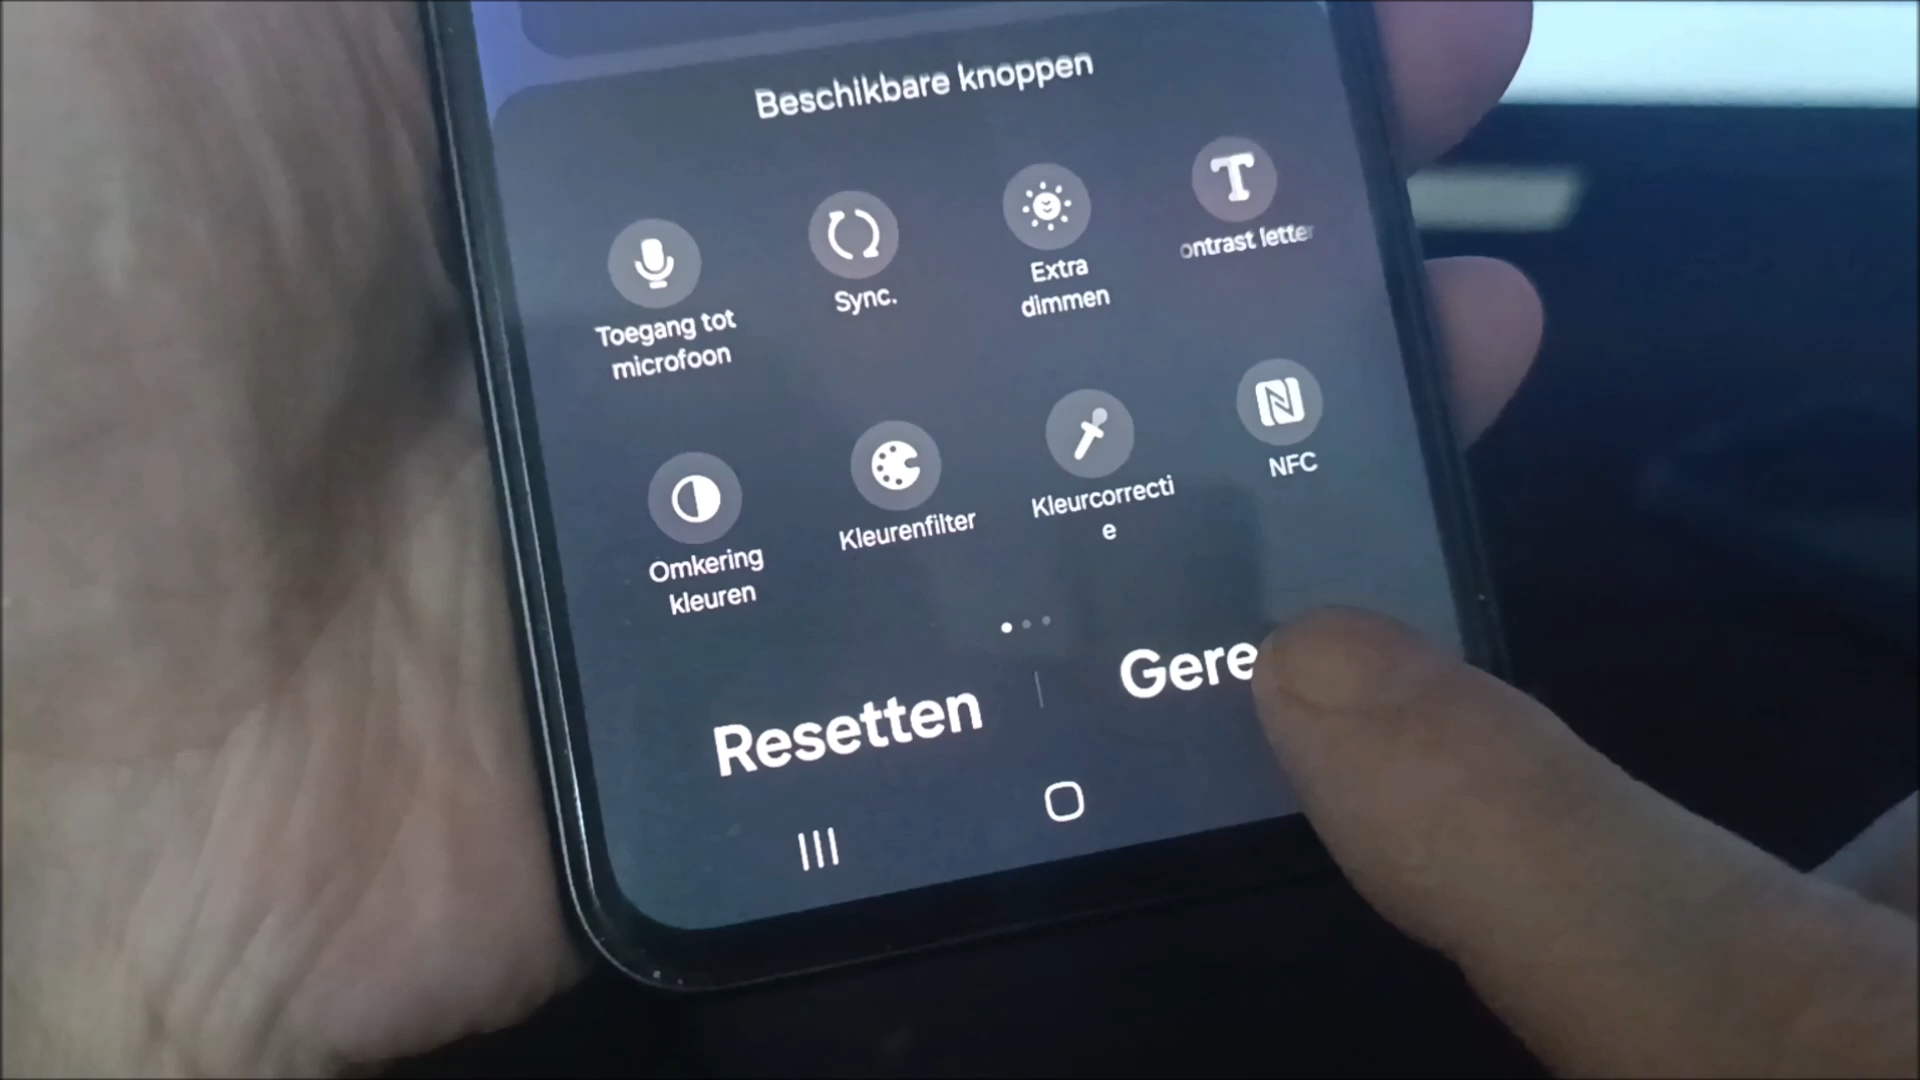 Beschikbare knoppen
Toegang tot
microfoon
Sync.
Extra
dimmen
ontrast letter
Omkering
kleuren
Kleurenfilter
Kleurcorrecti
e
NFC
Resetten
Gere